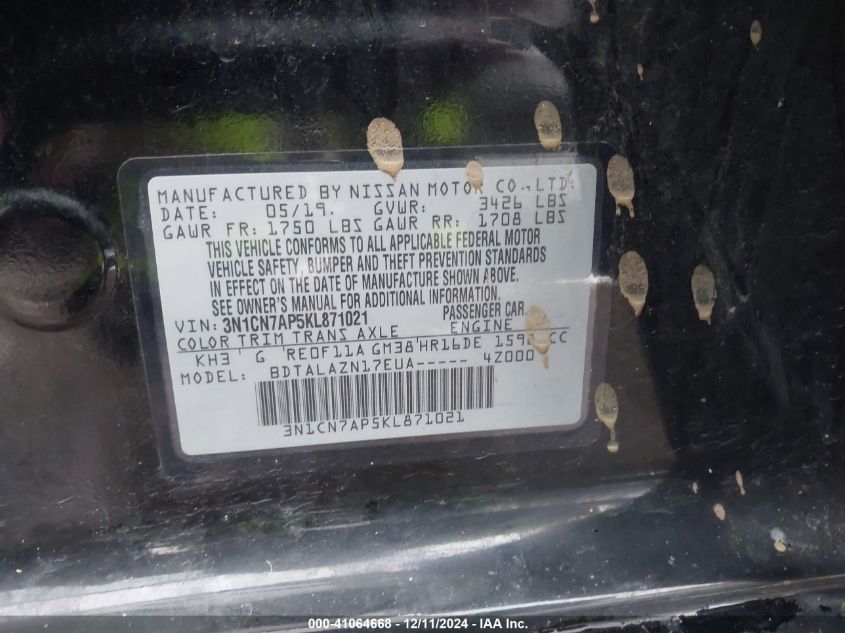 MANUFACTURED BY NISSAN MOTOR CO., LTD.
DATE: 05/19. GVWR: 3426 LBS
GAWR FR: 1750 LBS GAWR RR: 1708 LBS
THIS VEHICLE CONFORMS TO ALL APPLICABLE FEDERAL MOTOR
VEHICLE SAFETY, BUMPER AND THEFT PREVENTION STANDARDS
IN EFFECT ON THE DATE OF MANUFACTURE SHOWN ABOVE.
SEE OWNER'S MANUAL FOR ADDITIONAL INFORMATION.
VIN: 3N1CN7AP5KL871021 PASSENGER CAR
COLOR TRIM TRANS AXLE ENGINE
KH3 G RE0F11A GM38 HR16DE CC
MODEL: BDTALAZN17EUA----- 4Z000
3N1CN7AP5KL871021
000-41064668 - 12/11/2024 - IAA Inc.